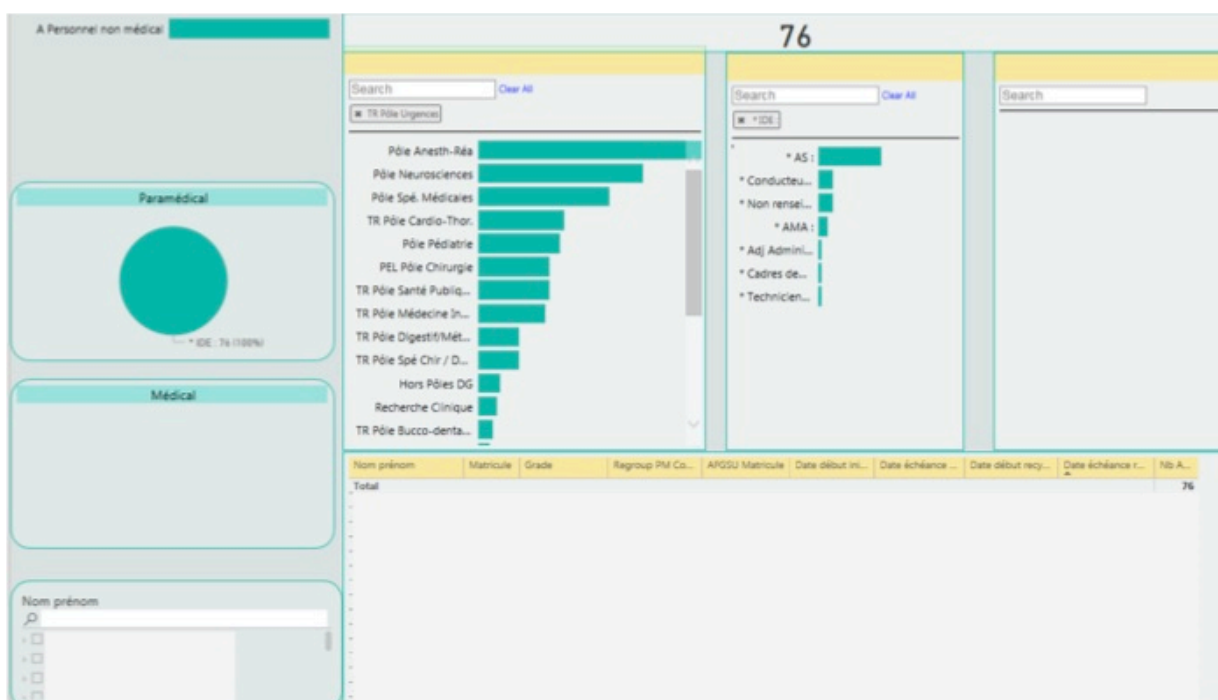 A Personnel non médical
76
Search
Clear All
TR Pôle Urgences
Pôle Anesth-Réa
Pôle Neurosciences
Pôle Spé. Médicales
TR Pôle Cardio-Thor.
Pôle Pédiatrie
PEL Pôle Chirurgie
TR Pôle Santé Publiq...
TR Pôle Médecine In...
TR Pôle Digestif/Mét...
TR Pôle Spé Chir / D...
Hors Pôles DG
Recherche Clinique
TR Pôle Bucco-denta...
Search
Clear All
* IDE :
* AS :
* Conducteu...
* Non rensei...
* AMA :
* Adj Admini...
* Cadres de...
* Technicien...
Search
Paramédical
* IDE : 76 (100%)
Médical
Nom prénom
Nom prénom Matricule Grade Regroup PM Co... AFGSU Matricule Date début ini... Date échéance ... Date début recy... Date échéance r... Nb A...
Total 76